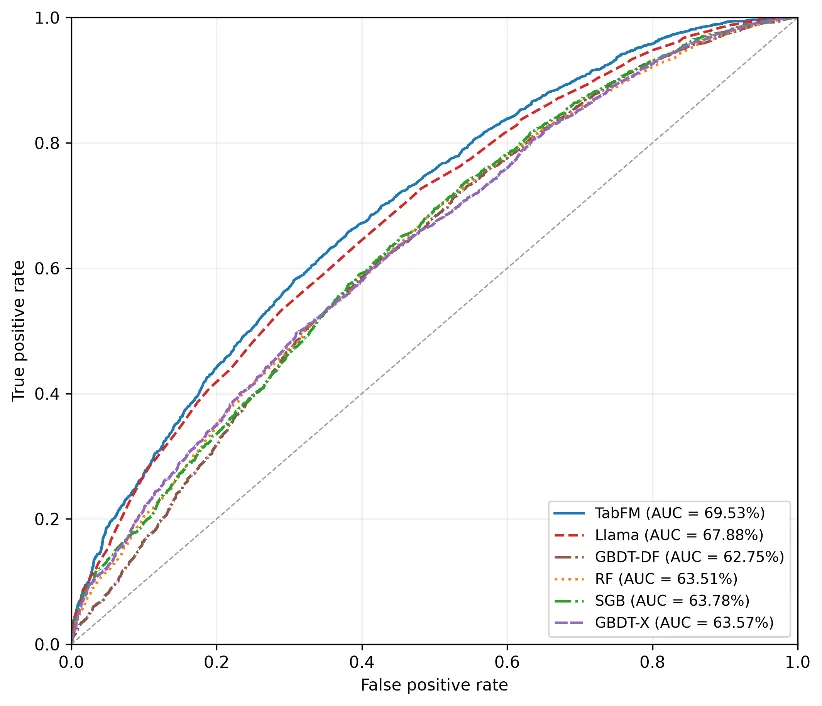 1.0
0.8
0.6
0.4
0.2
0.0
True positive rate
0.0 0.2 0.4 0.6 0.8 1.0
False positive rate
TabFM (AUC = 69.53%)
Llama (AUC = 67.88%)
GBDT-DF (AUC = 62.75%)
RF (AUC = 63.51%)
SGB (AUC = 63.78%)
GBDT-X (AUC = 63.57%)